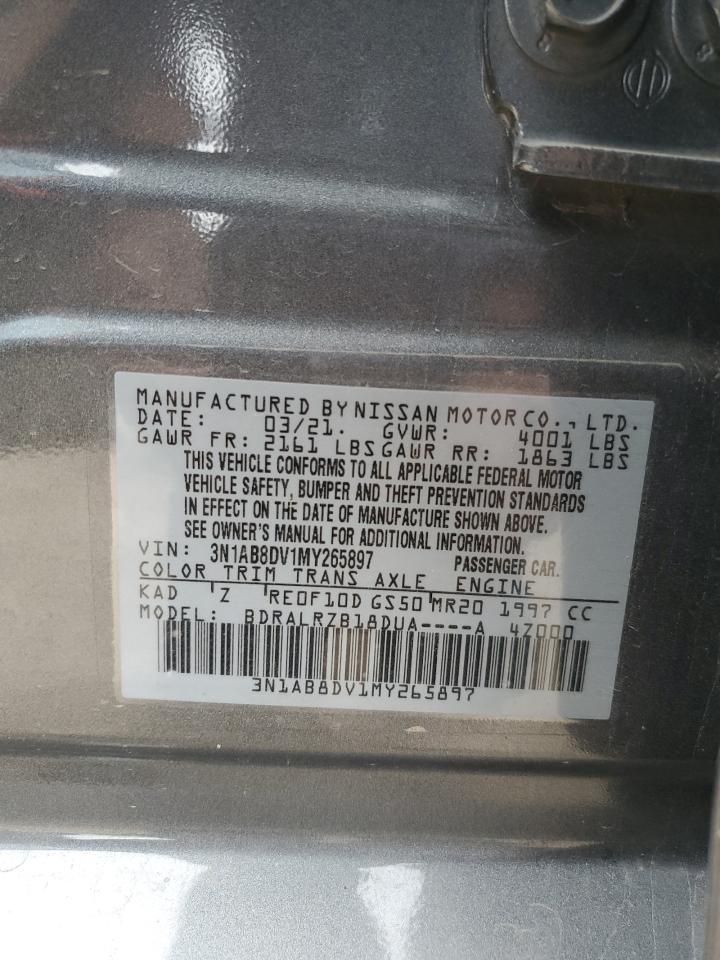 8
MANUFACTURED BY NISSAN MOTOR CO., LTD.
DATE: 03/21. GVWR: 4001 LBS
GAWR FR: 2161 LBS GAWR RR: 1863 LBS
THIS VEHICLE CONFORMS TO ALL APPLICABLE FEDERAL MOTOR
VEHICLE SAFETY, BUMPER AND THEFT PREVENTION STANDARDS
IN EFFECT ON THE DATE OF MANUFACTURE SHOWN ABOVE.
SEE OWNER'S MANUAL FOR ADDITIONAL INFORMATION.
VIN: 3N1AB8DV1MY265897 PASSENGER CAR.
COLOR TRIM TRANS AXLE ENGINE
KAD Z RE0F10D GS50 MR20 1997 CC
MODEL: BDRALRZB18DUA----A 4Z000
3N1AB8DV1MY265897